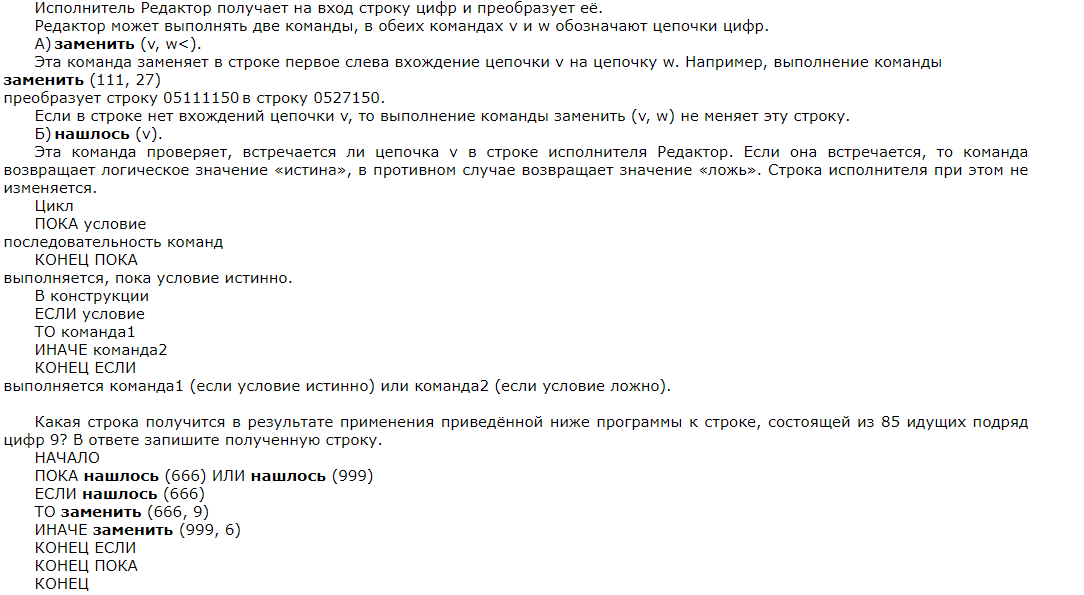 Исполнитель Редактор получает на вход строку цифр и преобразует её.
Редактор может выполнять две команды, в обеих командах v и w обозначают цепочки цифр.
А) заменить (v, w<).
Эта команда заменяет в строке первое слева вхождение цепочки v на цепочку w. Например, выполнение команды
заменить (111, 27)
преобразует строку 05111150 в строку 0527150.
Если в строке нет вхождений цепочки v, то выполнение команды заменить (v, w) не меняет эту строку.
Б) нашлось (v).
Эта команда проверяет, встречается ли цепочка v в строке исполнителя Редактор. Если она встречается, то команда
возвращает логическое значение «истина», в противном случае возвращает значение «ложь». Строка исполнителя при этом не
изменяется.
Цикл
ПОКА условие
последовательность команд
КОНЕЦ ПОКА
выполняется, пока условие истинно.
В конструкции
ЕСЛИ условие
ТО команда1
ИНАЧЕ команда2
КОНЕЦ ЕСЛИ
выполняется команда1 (если условие истинно) или команда2 (если условие ложно).
Какая строка получится в результате применения приведённой ниже программы к строке, состоящей из 85 идущих подряд
цифр 9? В ответе запишите полученную строку.
НАЧАЛО
ПОКА нашлось (666) ИЛИ нашлось (999)
ЕСЛИ нашлось (666)
ТО заменить (666, 9)
ИНАЧЕ заменить (999, 6)
КОНЕЦ ЕСЛИ
КОНЕЦ ПОКА
КОНЕЦ